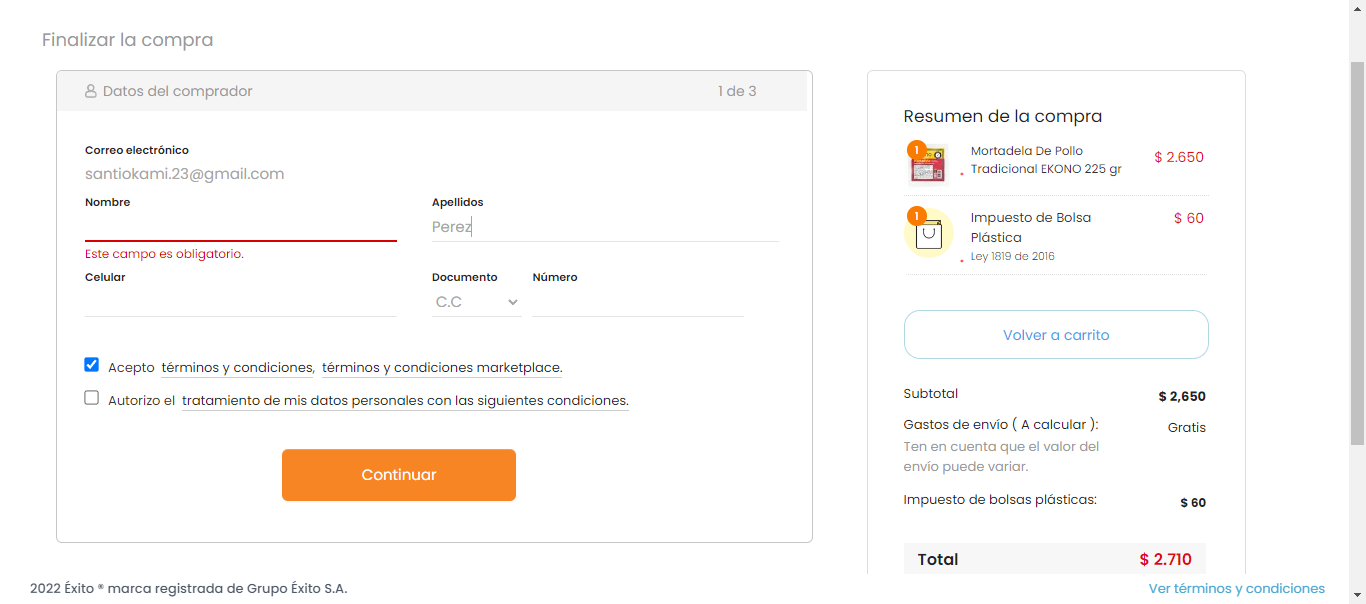 Finalizar la compra
Datos del comprador
1 de 3
Correo electrónico
santiokami.23@gmail.com
Nombre
Apellidos
Perez
Este campo es obligatorio.
Celular
Documento
Número
C.C
Acepto términos y condiciones, términos y condiciones marketplace.
Autorizo el tratamiento de mis datos personales con las siguientes condiciones.
Continuar
Resumen de la compra
1
Mortadela De Pollo
Tradicional EKONO 225 gr
$ 2.650
1
Impuesto de Bolsa
Plástica
$ 60
Ley 1819 de 2016
Volver a carrito
Subtotal
$ 2,650
Gastos de envío ( A calcular ):
Gratis
Ten en cuenta que el valor del
envío puede variar.
Impuesto de bolsas plásticas:
$ 60
Total
$ 2.710
2022 Éxito ® marca registrada de Grupo Éxito S.A.
Ver términos y condiciones